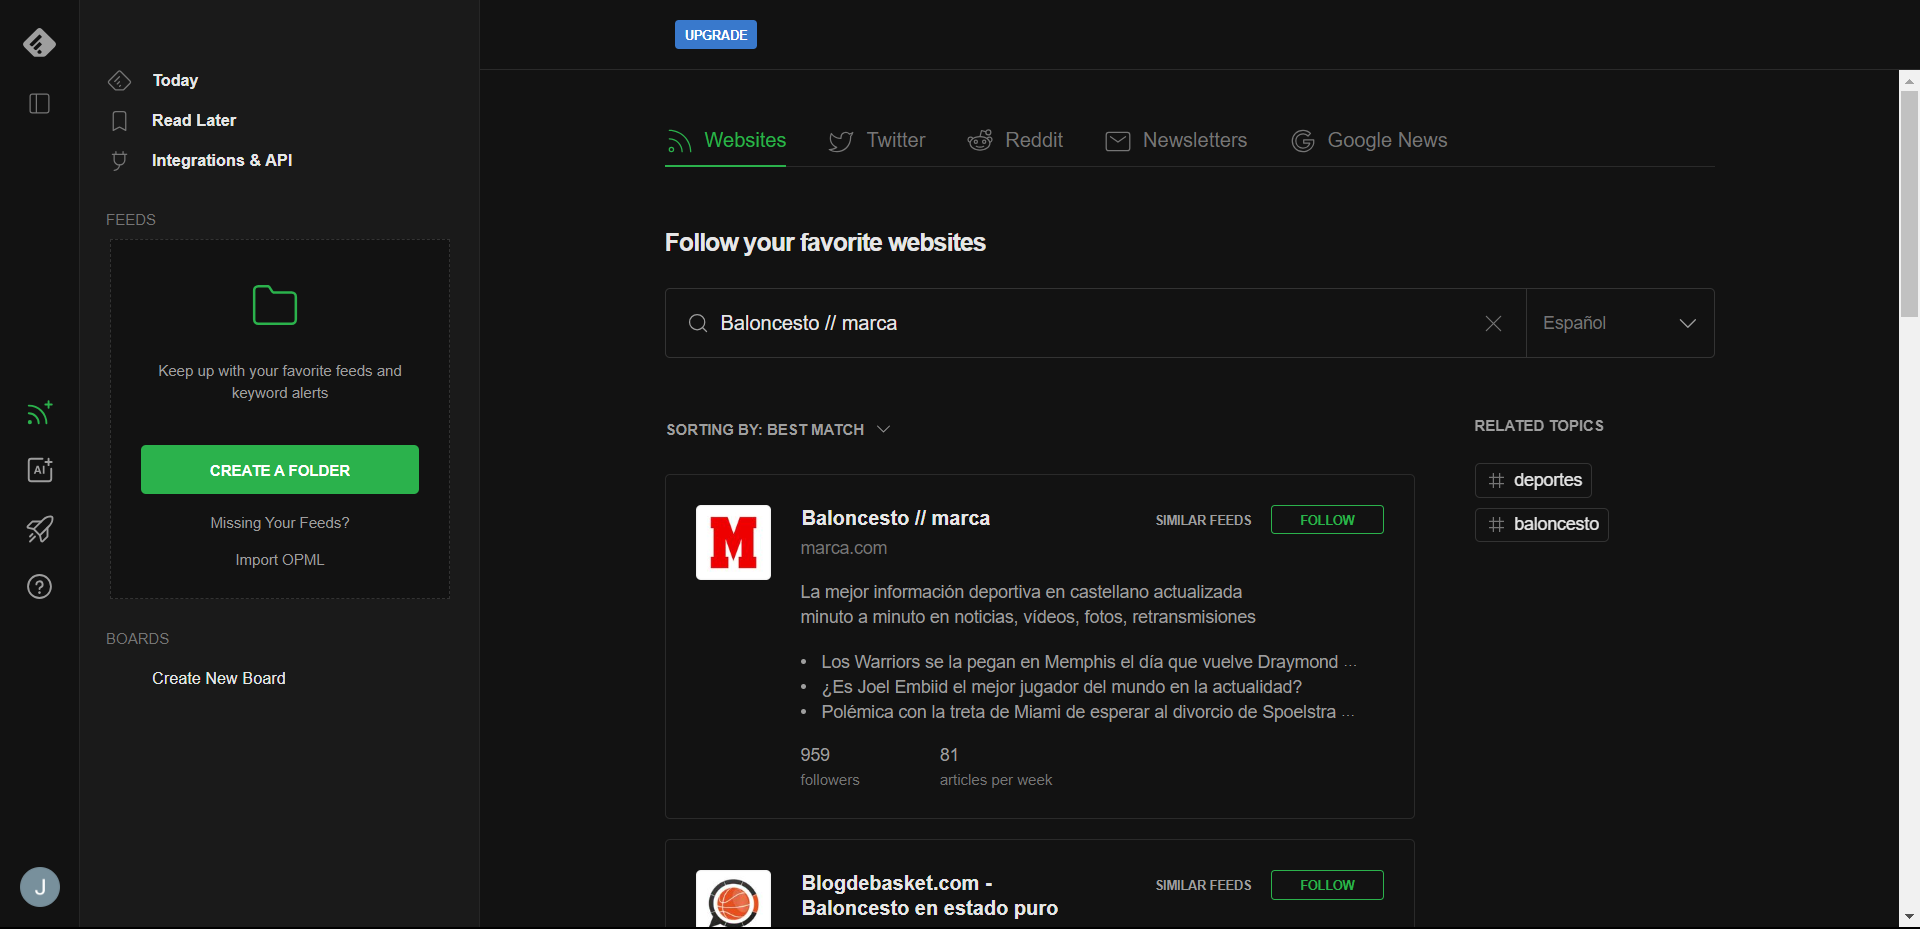 UPGRADE
Today
Read Later
Integrations & API
FEEDS
Keep up with your favorite feeds and
keyword alerts
CREATE A FOLDER
Missing Your Feeds?
Import OPML
BOARDS
Create New Board
AI
J
Websites
Twitter
Reddit
Newsletters
Google News
Follow your favorite websites
Baloncesto // marca
Español
SORTING BY: BEST MATCH
M
Baloncesto // marca
SIMILAR FEEDS
FOLLOW
marca.com
La mejor información deportiva en castellano actualizada
minuto a minuto en noticias, vídeos, fotos, retransmisiones
• Los Warriors se la pegan en Memphis el día que vuelve Draymond ...
• ¿Es Joel Embiid el mejor jugador del mundo en la actualidad?
• Polémica con la treta de Miami de esperar al divorcio de Spoelstra ...
959
followers
81
articles per week
Blogdebasket.com -
Baloncesto en estado puro
SIMILAR FEEDS
FOLLOW
RELATED TOPICS
# deportes
# baloncesto